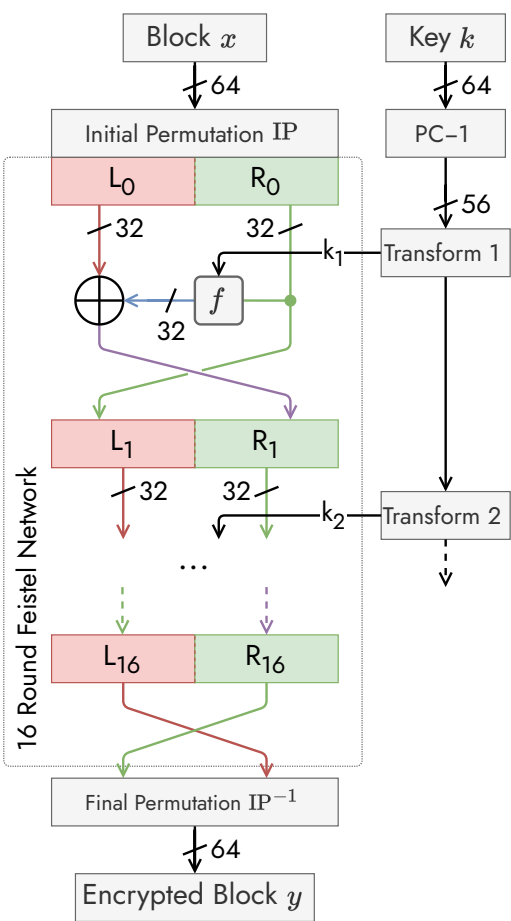 Block x
Key k
64
64
Initial Permutation IP
PC–1
L₀
R₀
56
32
32
k₁
Transform 1
f
32
L₁
R₁
32
32
k₂
Transform 2
...
16 Round Feistel Network
L₁₆
R₁₆
Final Permutation IP⁻¹
64
Encrypted Block y